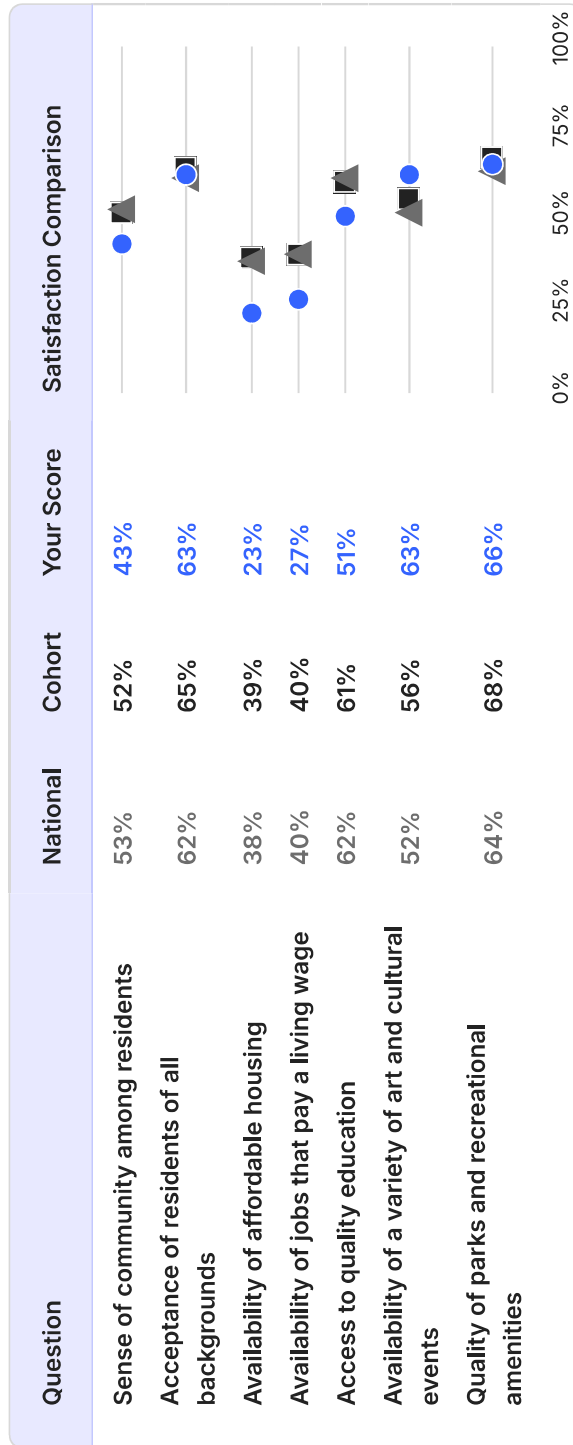 Question National Cohort Your Score Satisfaction Comparison
Sense of community among residents 53% 52% 43%
Acceptance of residents of all
backgrounds 62% 65% 63%
Availability of affordable housing 38% 39% 23%
Availability of jobs that pay a living wage 40% 40% 27%
Access to quality education 62% 61% 51%
Availability of a variety of art and cultural
events 52% 56% 63%
Quality of parks and recreational
amenities 64% 68% 66%
0% 25% 50% 75% 100%